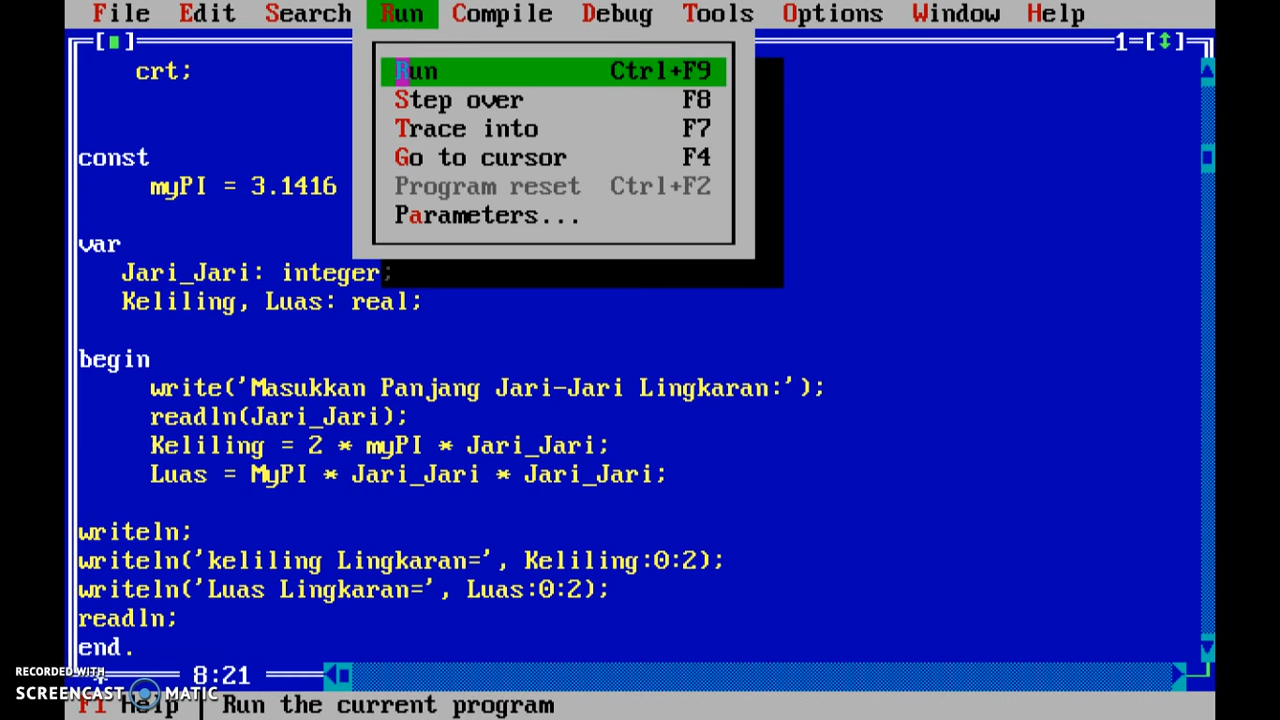 File Edit Search Run Compile Debug Tools Options Window Help
1
crt;
Run Ctrl+F9
Step over F8
Trace into F7
Go to cursor F4
Program reset Ctrl+F2
Parameters...
const
myPI = 3.1416
var
Jari_Jari: integer;
Keliling, Luas: real;
begin
write('Masukkan Panjang Jari-Jari Lingkaran:');
readln(Jari_Jari);
Keliling = 2 * myPI * Jari_Jari;
Luas = MyPI * Jari_Jari * Jari_Jari;
writeln;
writeln('keliling Lingkaran=', Keliling:0:2);
writeln('Luas Lingkaran=', Luas:0:2);
readln;
end.
8:21
RECORDED WITH
SCREENCAST MATIC
F1 Help | Run the current program